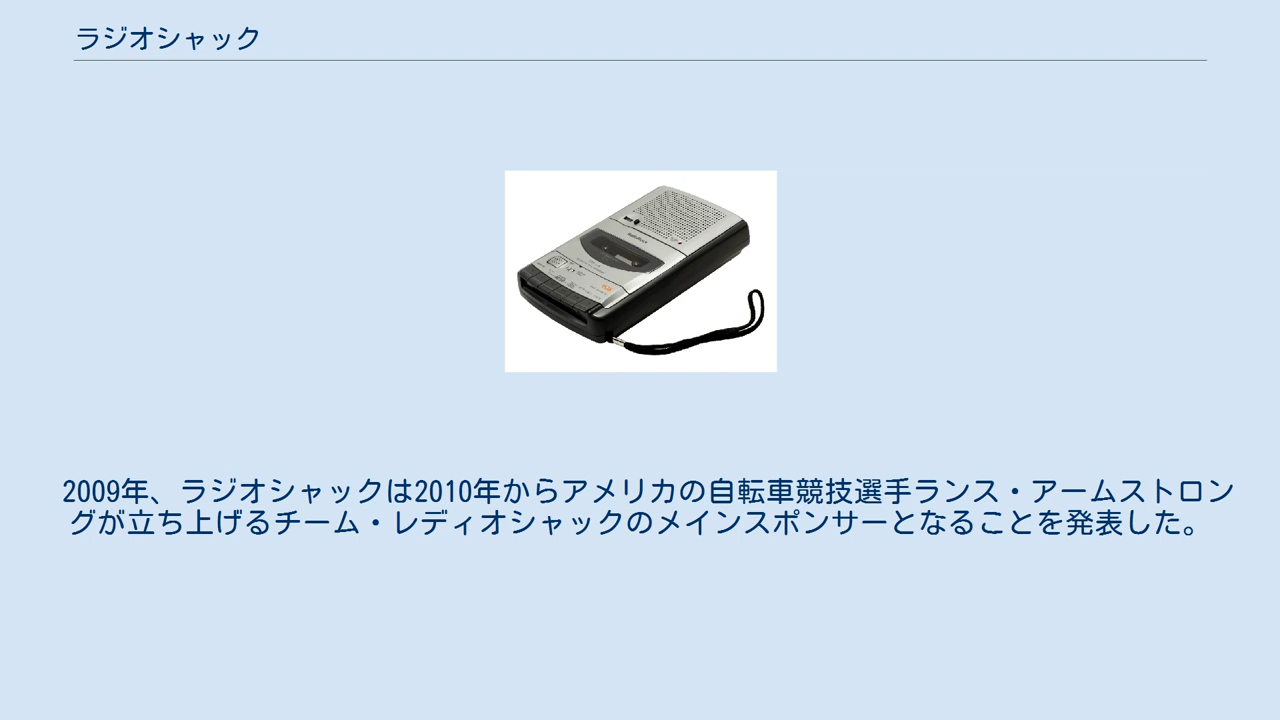 ラジオシャック
2009年、ラジオシャックは2010年からアメリカの自転車競技選手ランス・アームストロン
グが立ち上げるチーム・レディオシャックのメインスポンサーとなることを発表した。